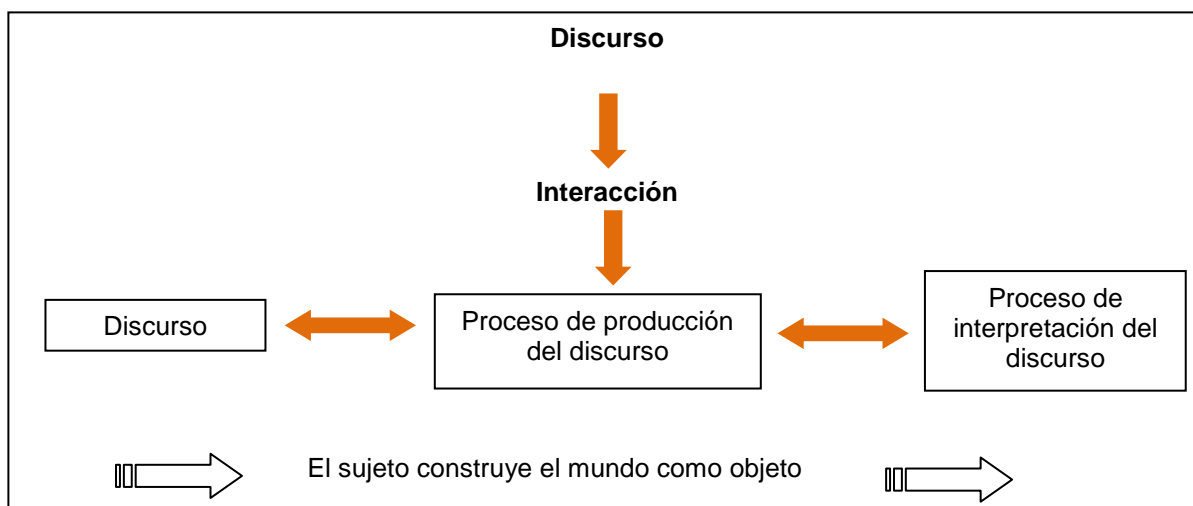 Discurso
Interacción
Discurso
Proceso de producción
del discurso
Proceso de
interpretación del
discurso
El sujeto construye el mundo como objeto